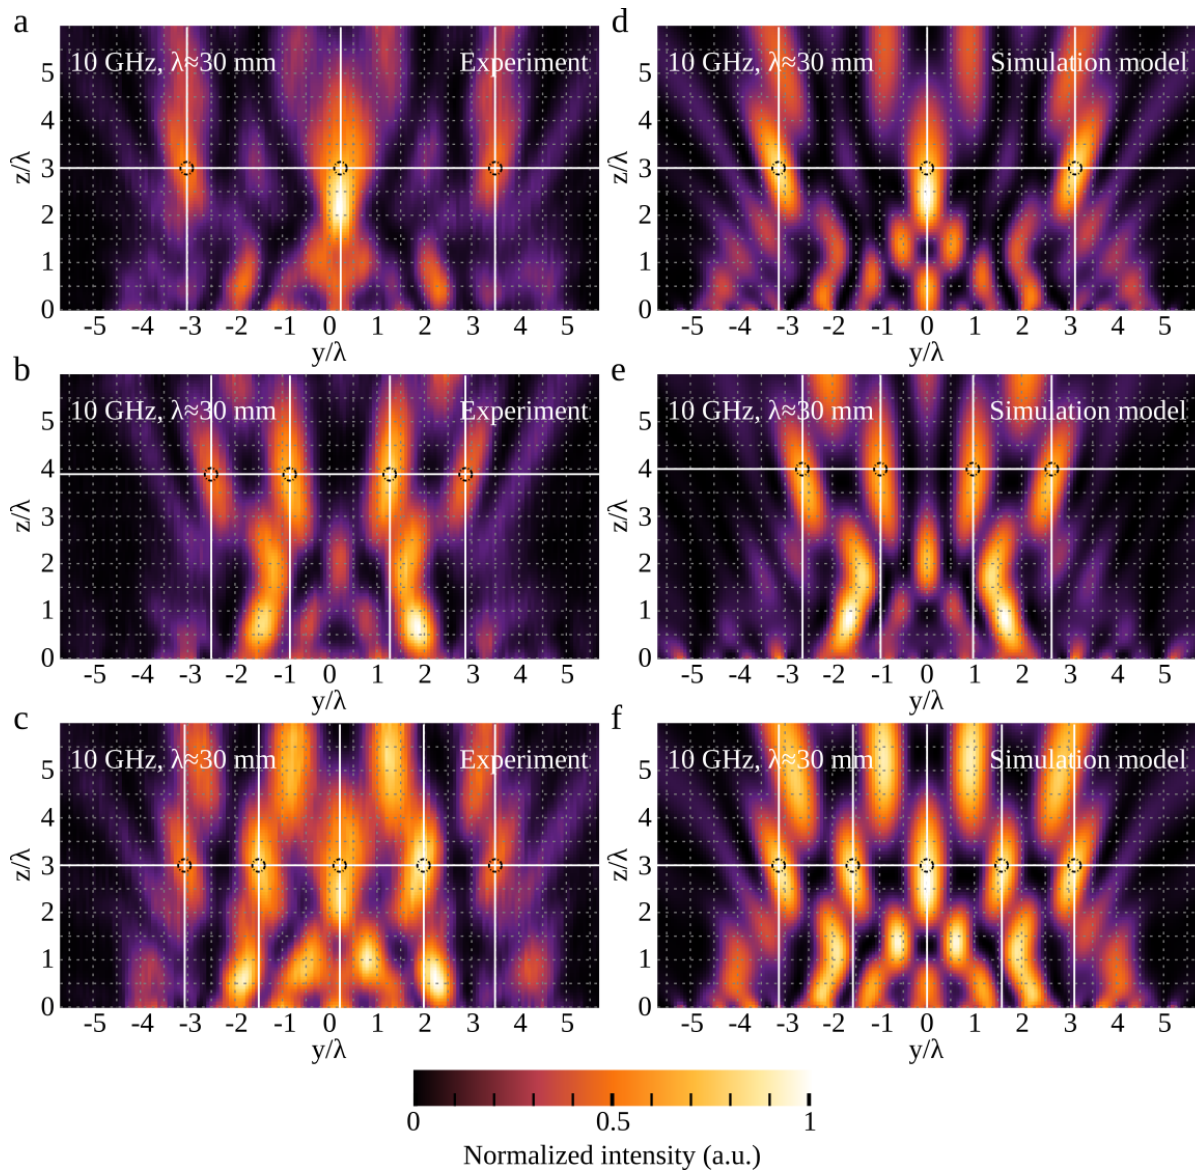 a
10 GHz, λ≈30 mm Experiment
z/λ
5
4
3
2
1
0
-5 -4 -3 -2 -1 0 1 2 3 4 5
y/λ
d
10 GHz, λ≈30 mm Simulation model
z/λ
5
4
3
2
1
0
-5 -4 -3 -2 -1 0 1 2 3 4 5
y/λ
b
10 GHz, λ≈30 mm Experiment
z/λ
5
4
3
2
1
0
-5 -4 -3 -2 -1 0 1 2 3 4 5
y/λ
e
10 GHz, λ≈30 mm Simulation model
z/λ
5
4
3
2
1
0
-5 -4 -3 -2 -1 0 1 2 3 4 5
y/λ
c
10 GHz, λ≈30 mm Experiment
z/λ
5
4
3
2
1
0
-5 -4 -3 -2 -1 0 1 2 3 4 5
y/λ
f
10 GHz, λ≈30 mm Simulation model
z/λ
5
4
3
2
1
0
-5 -4 -3 -2 -1 0 1 2 3 4 5
y/λ
0 0.5 1
Normalized intensity (a.u.)